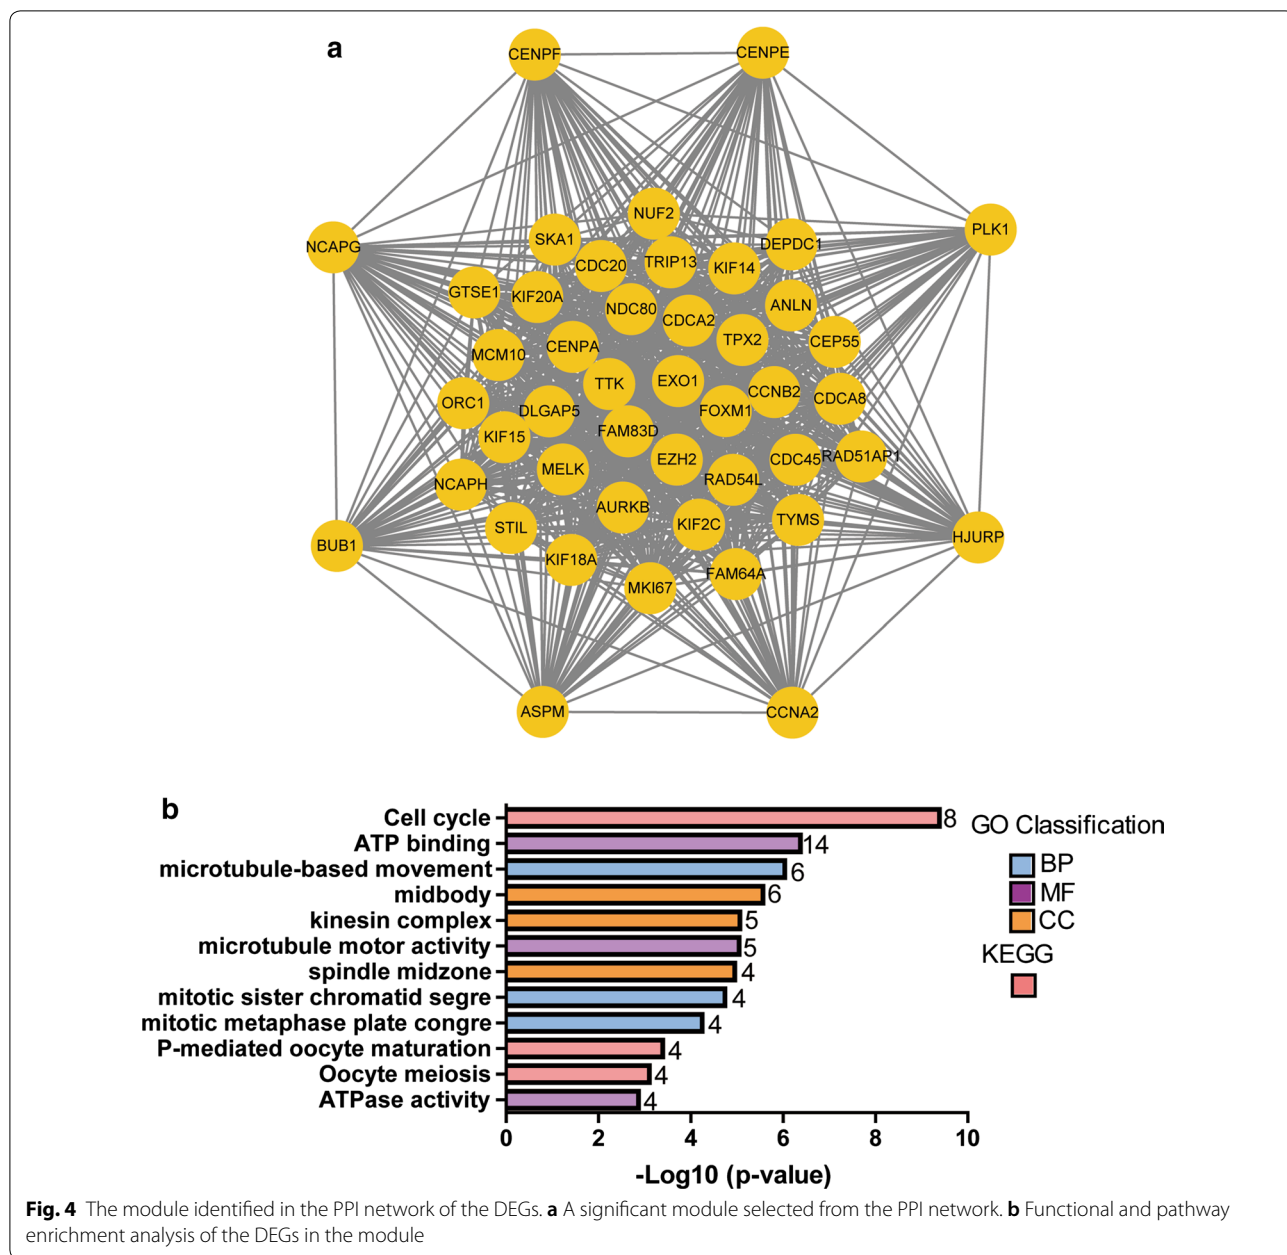 a
CENPF
CENPE
NCAPG
PLK1
NUF2
SKA1
DEPDC1
CDC20
TRIP13
KIF14
GTSE1
KIF20A
NDC80
CDCA2
ANLN
MCM10
CENPA
TPX2
CEP55
TTK
EXO1
CCNB2
CDCA8
ORC1
DLGAP5
FOXM1
KIF15
FAM83D
MELK
EZH2
CDC45
RAD51AP1
NCAPH
RAD54L
AURKB
STIL
KIF2C
TYMS
BUB1
HJURP
KIF18A
MKI67
FAM64A
ASPM
CCNA2
b
Cell cycle 8
ATP binding 14
microtubule-based movement 6
midbody 6
kinesin complex 5
microtubule motor activity 5
spindle midzone 4
mitotic sister chromatid segre 4
mitotic metaphase plate congre 4
P-mediated oocyte maturation 4
Oocyte meiosis 4
ATPase activity 4
0 2 4 6 8 10
-Log10 (p-value)
GO Classification
BP
MF
CC
KEGG
Fig. 4 The module identified in the PPI network of the DEGs. a A significant module selected from the PPI network. b Functional and pathway
enrichment analysis of the DEGs in the module